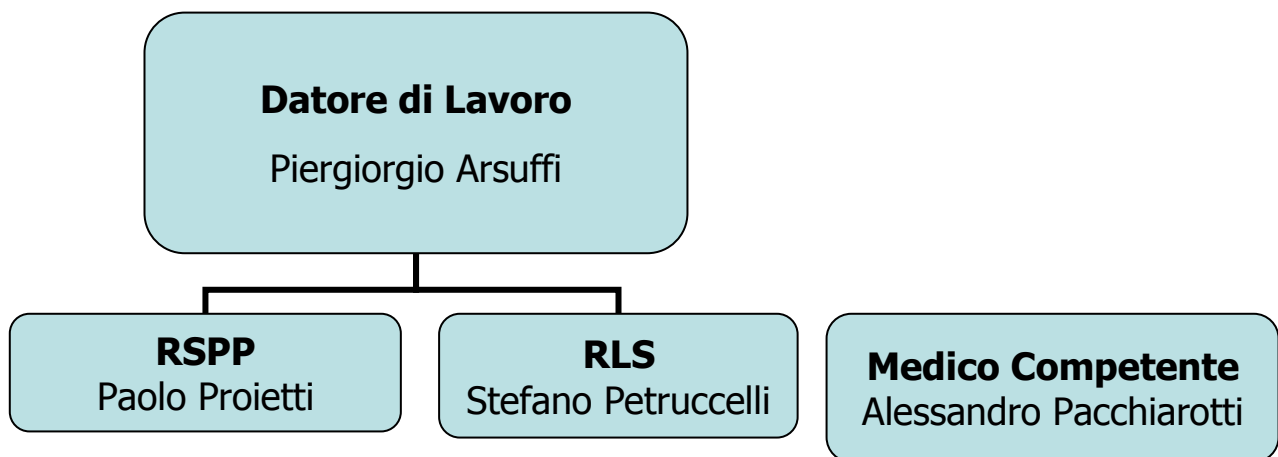 Datore di Lavoro
Piergiorgio Arsuffi
RSPP
Paolo Proietti
RLS
Stefano Petruccelli
Medico Competente
Alessandro Pacchiarotti